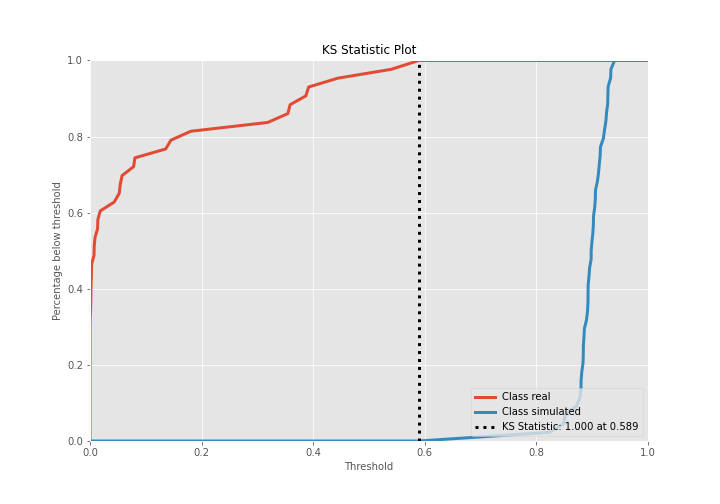 KS Statistic Plot
1.0
0.8
0.6
0.4
0.2
0.0
Percentage below threshold
Class real
Class simulated
KS Statistic: 1.000 at 0.589
0.0 0.2 0.4 0.6 0.8 1.0
Threshold